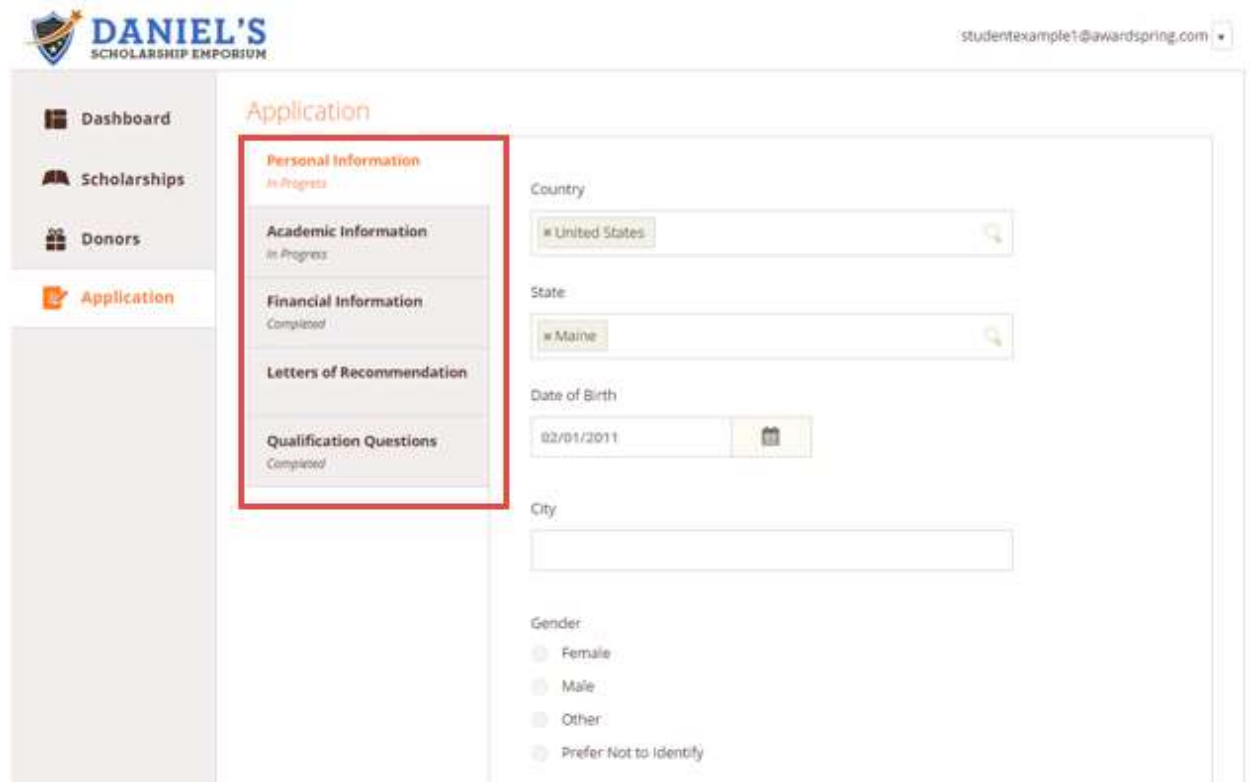 DANIEL'S
SCHOLARSHIP EMPORIUM
studentexample1@awardspring.com
Dashboard
Scholarships
Donors
Application
Application
Personal Information
In Progress
Academic Information
In Progress
Financial Information
Completed
Letters of Recommendation
Qualification Questions
Completed
Country
× United States
State
× Maine
Date of Birth
02/01/2011
City
Gender
Female
Male
Other
Prefer Not to Identify